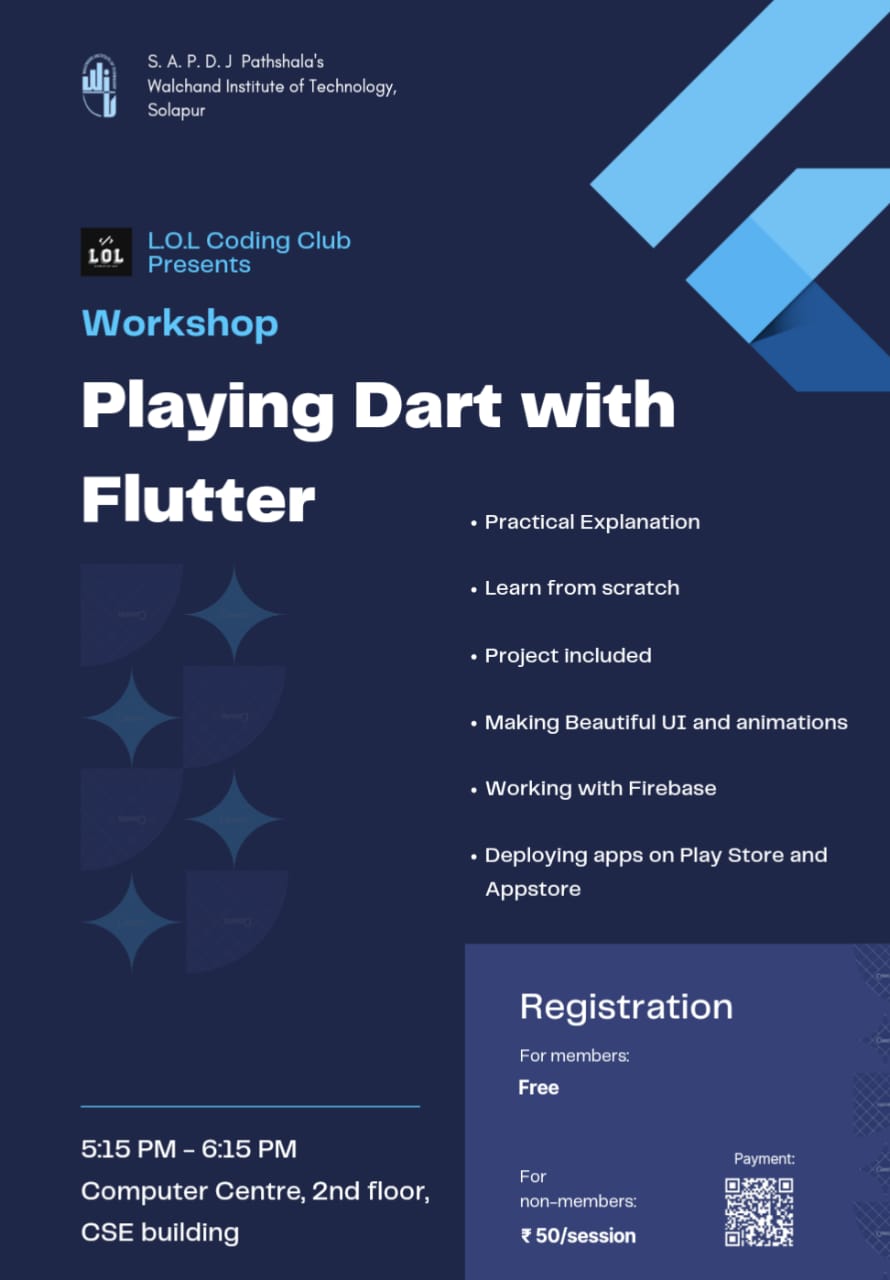 S. A. P. D. J Pathshala's
Walchand Institute of Technology,
Solapur
LOL
L.O.L Coding Club
Presents
Workshop
Playing Dart with
Flutter
• Practical Explanation
• Learn from scratch
• Project included
• Making Beautiful UI and animations
• Working with Firebase
• Deploying apps on Play Store and
Appstore
Registration
For members:
Free
For
non-members:
₹ 50/session
Payment:
5:15 PM - 6:15 PM
Computer Centre, 2nd floor,
CSE building